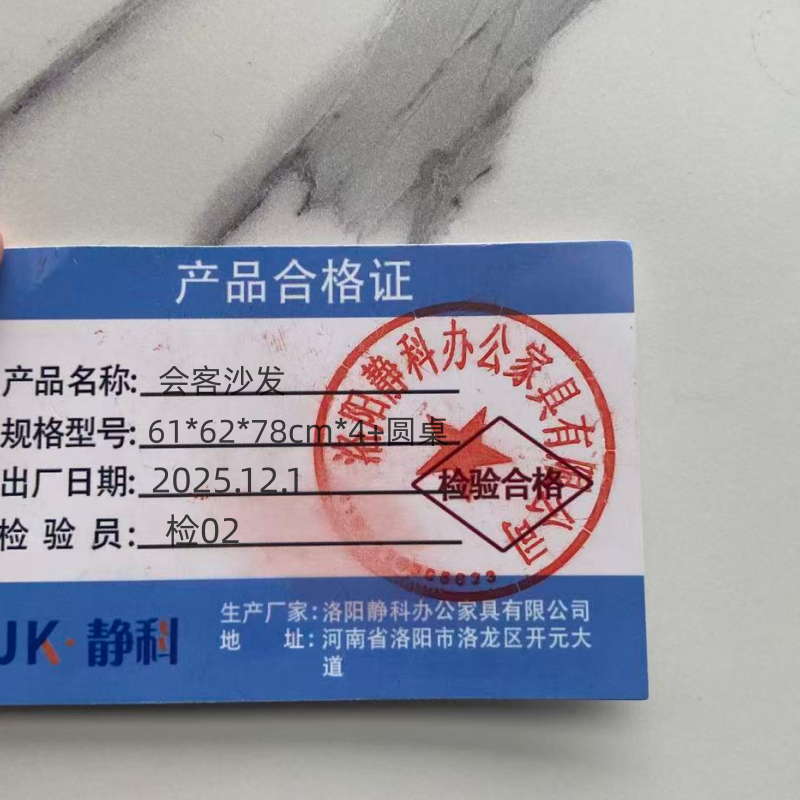 产品合格证
产品名称: 会客沙发
规格型号: 61*62*78cm*4+圆桌
出厂日期: 2025.12.1
检 验 员: 检02
洛阳静科办公家具有限公司
检验合格
JK·静科
生产厂家: 洛阳静科办公家具有限公司
地 址: 河南省洛阳市洛龙区开元大
道